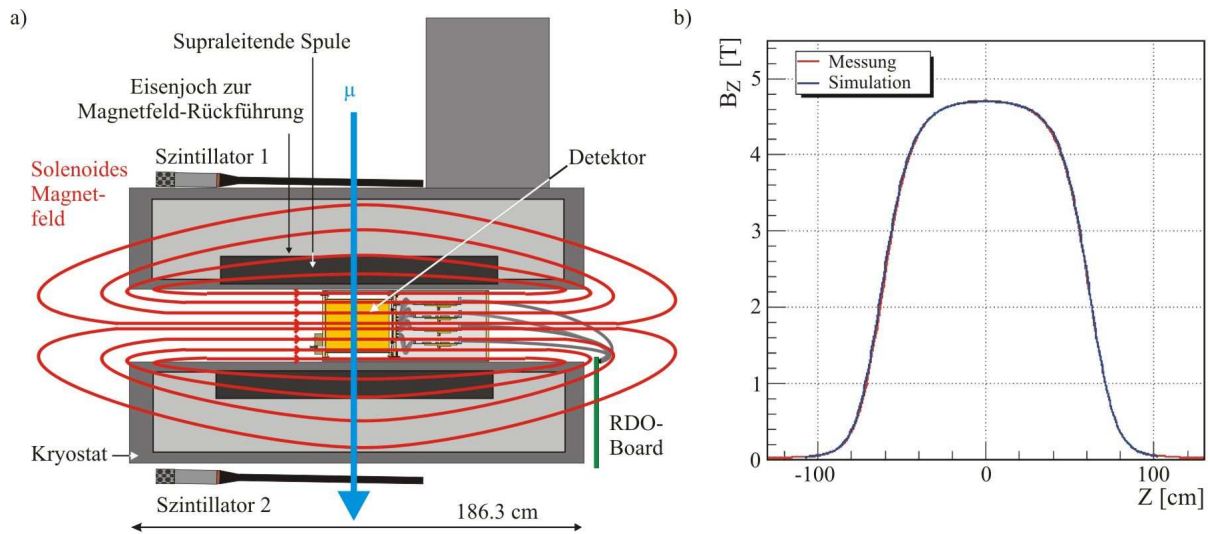 a)
Supraleitende Spule
Eisenjoch zur
Magnetfeld-Rückführung
μ
Szintillator 1
Detektor
Solenoides
Magnet-
feld
RDO-
Board
Kryostat
Szintillator 2
186.3 cm
b)
B_Z [T]
Messung
Simulation
5
4
3
2
1
0
-100
0
100
Z [cm]